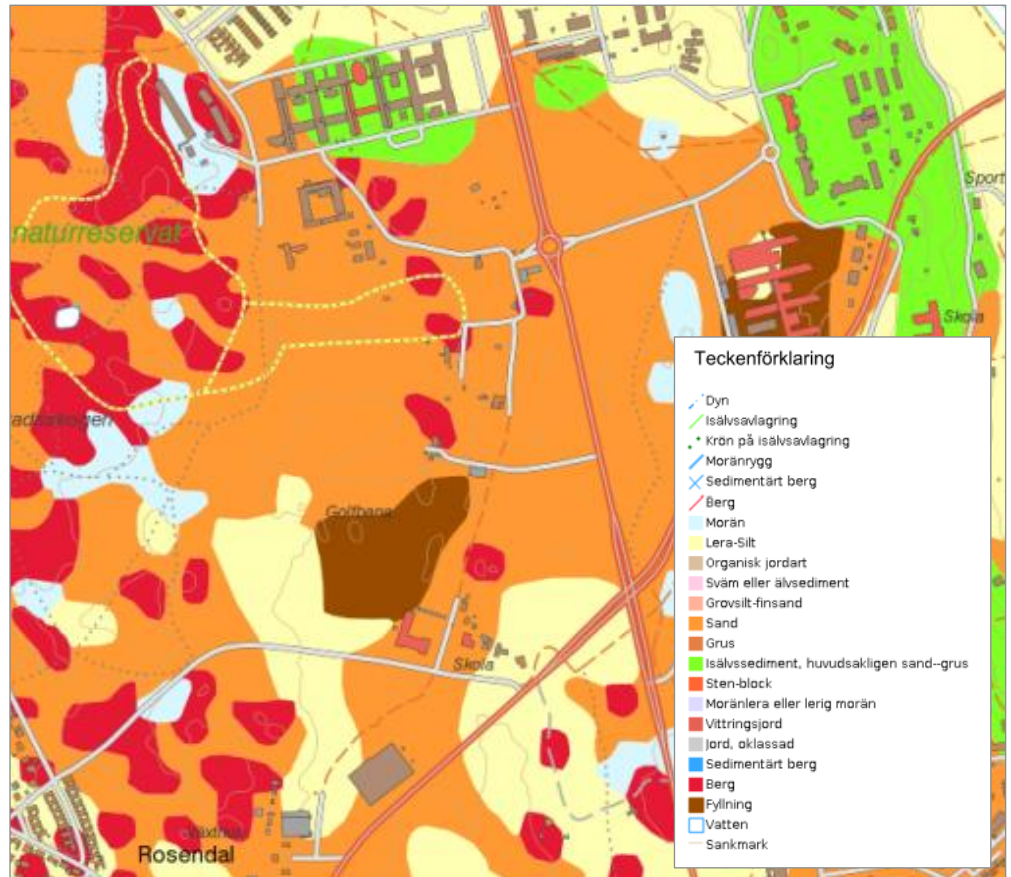 Sport
naturreservat
Skola
Teckenförklaring
Dyn
Isälvsavlagring
Krön på isälvsavlagring
Moränrygg
Sedimentärt berg
Berg
Morän
Lera-Silt
Organisk jordart
Sväm eller älvsediment
Grovsilt-finsand
Sand
Grus
Isälvssediment, huvudsakligen sand--grus
Sten-block
Moränlera eller lerig morän
Vittringsjord
Jord, oklassad
Sedimentärt berg
Berg
Fyllning
Vatten
Sankmark
Golfbana
Skola
Växthus
Rosendal